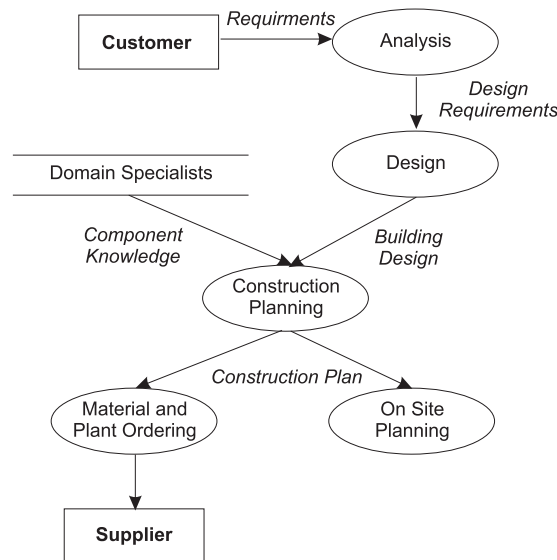 Requirments
Customer
Analysis
Design
Requirements
Domain Specialists
Design
Component
Knowledge
Building
Design
Construction
Planning
Construction Plan
Material and
Plant Ordering
On Site
Planning
Supplier